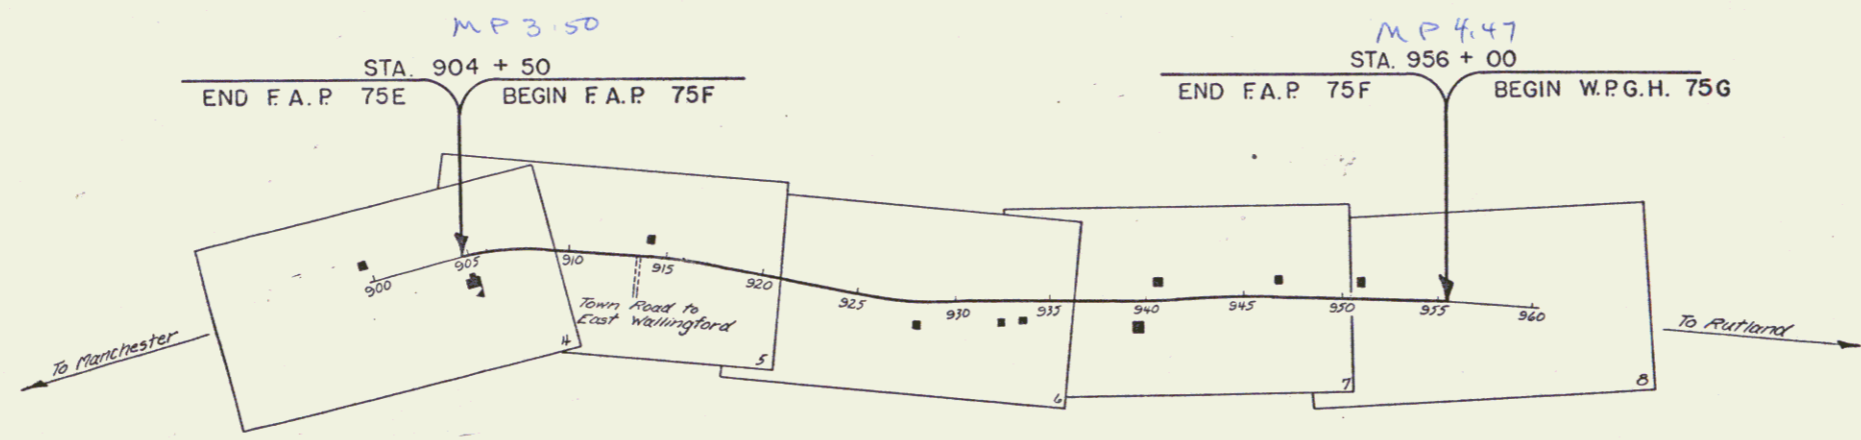 MP 3.50
STA. 904 + 50
END F.A.P. 75E
BEGIN F.A.P. 75F
MP 4.47
STA. 956 + 00
END F.A.P. 75F
BEGIN W.P.G.H. 75G
900
905
910
915
920
925
930
935
940
945
950
955
960
Town Road to
East Wallingford
To Manchester
To Rutland
4
5
6
7
8